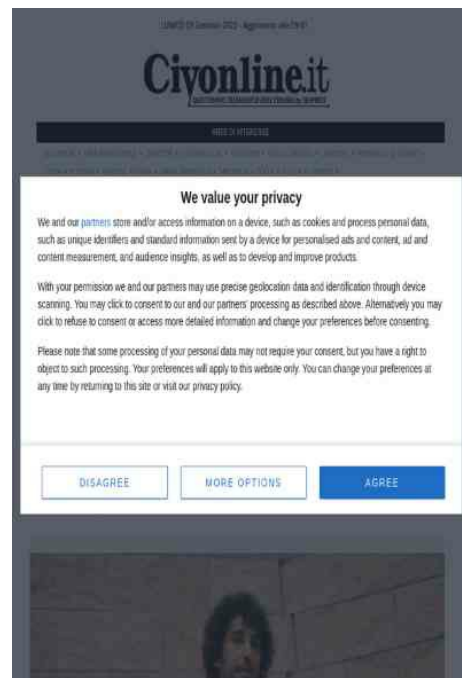 Civonline.it
We value your privacy
We and our partners store and/or access information on a device, such as cookies and process personal data,
such as unique identifiers and standard information sent by a device for personalised ads and content, ad and
content measurement, and audience insights, as well as to develop and improve products.
With your permission we and our partners may use precise geolocation data and identification through device
scanning. You may click to consent to our and our partners' processing as described above. Alternatively you may
click to refuse to consent or access more detailed information and change your preferences before consenting.
Please note that some processing of your personal data may not require your consent, but you have a right to
object to such processing. Your preferences will apply to this website only. You can change your preferences at
any time by returning to this site or visit our privacy policy.
DISAGREE
MORE OPTIONS
AGREE